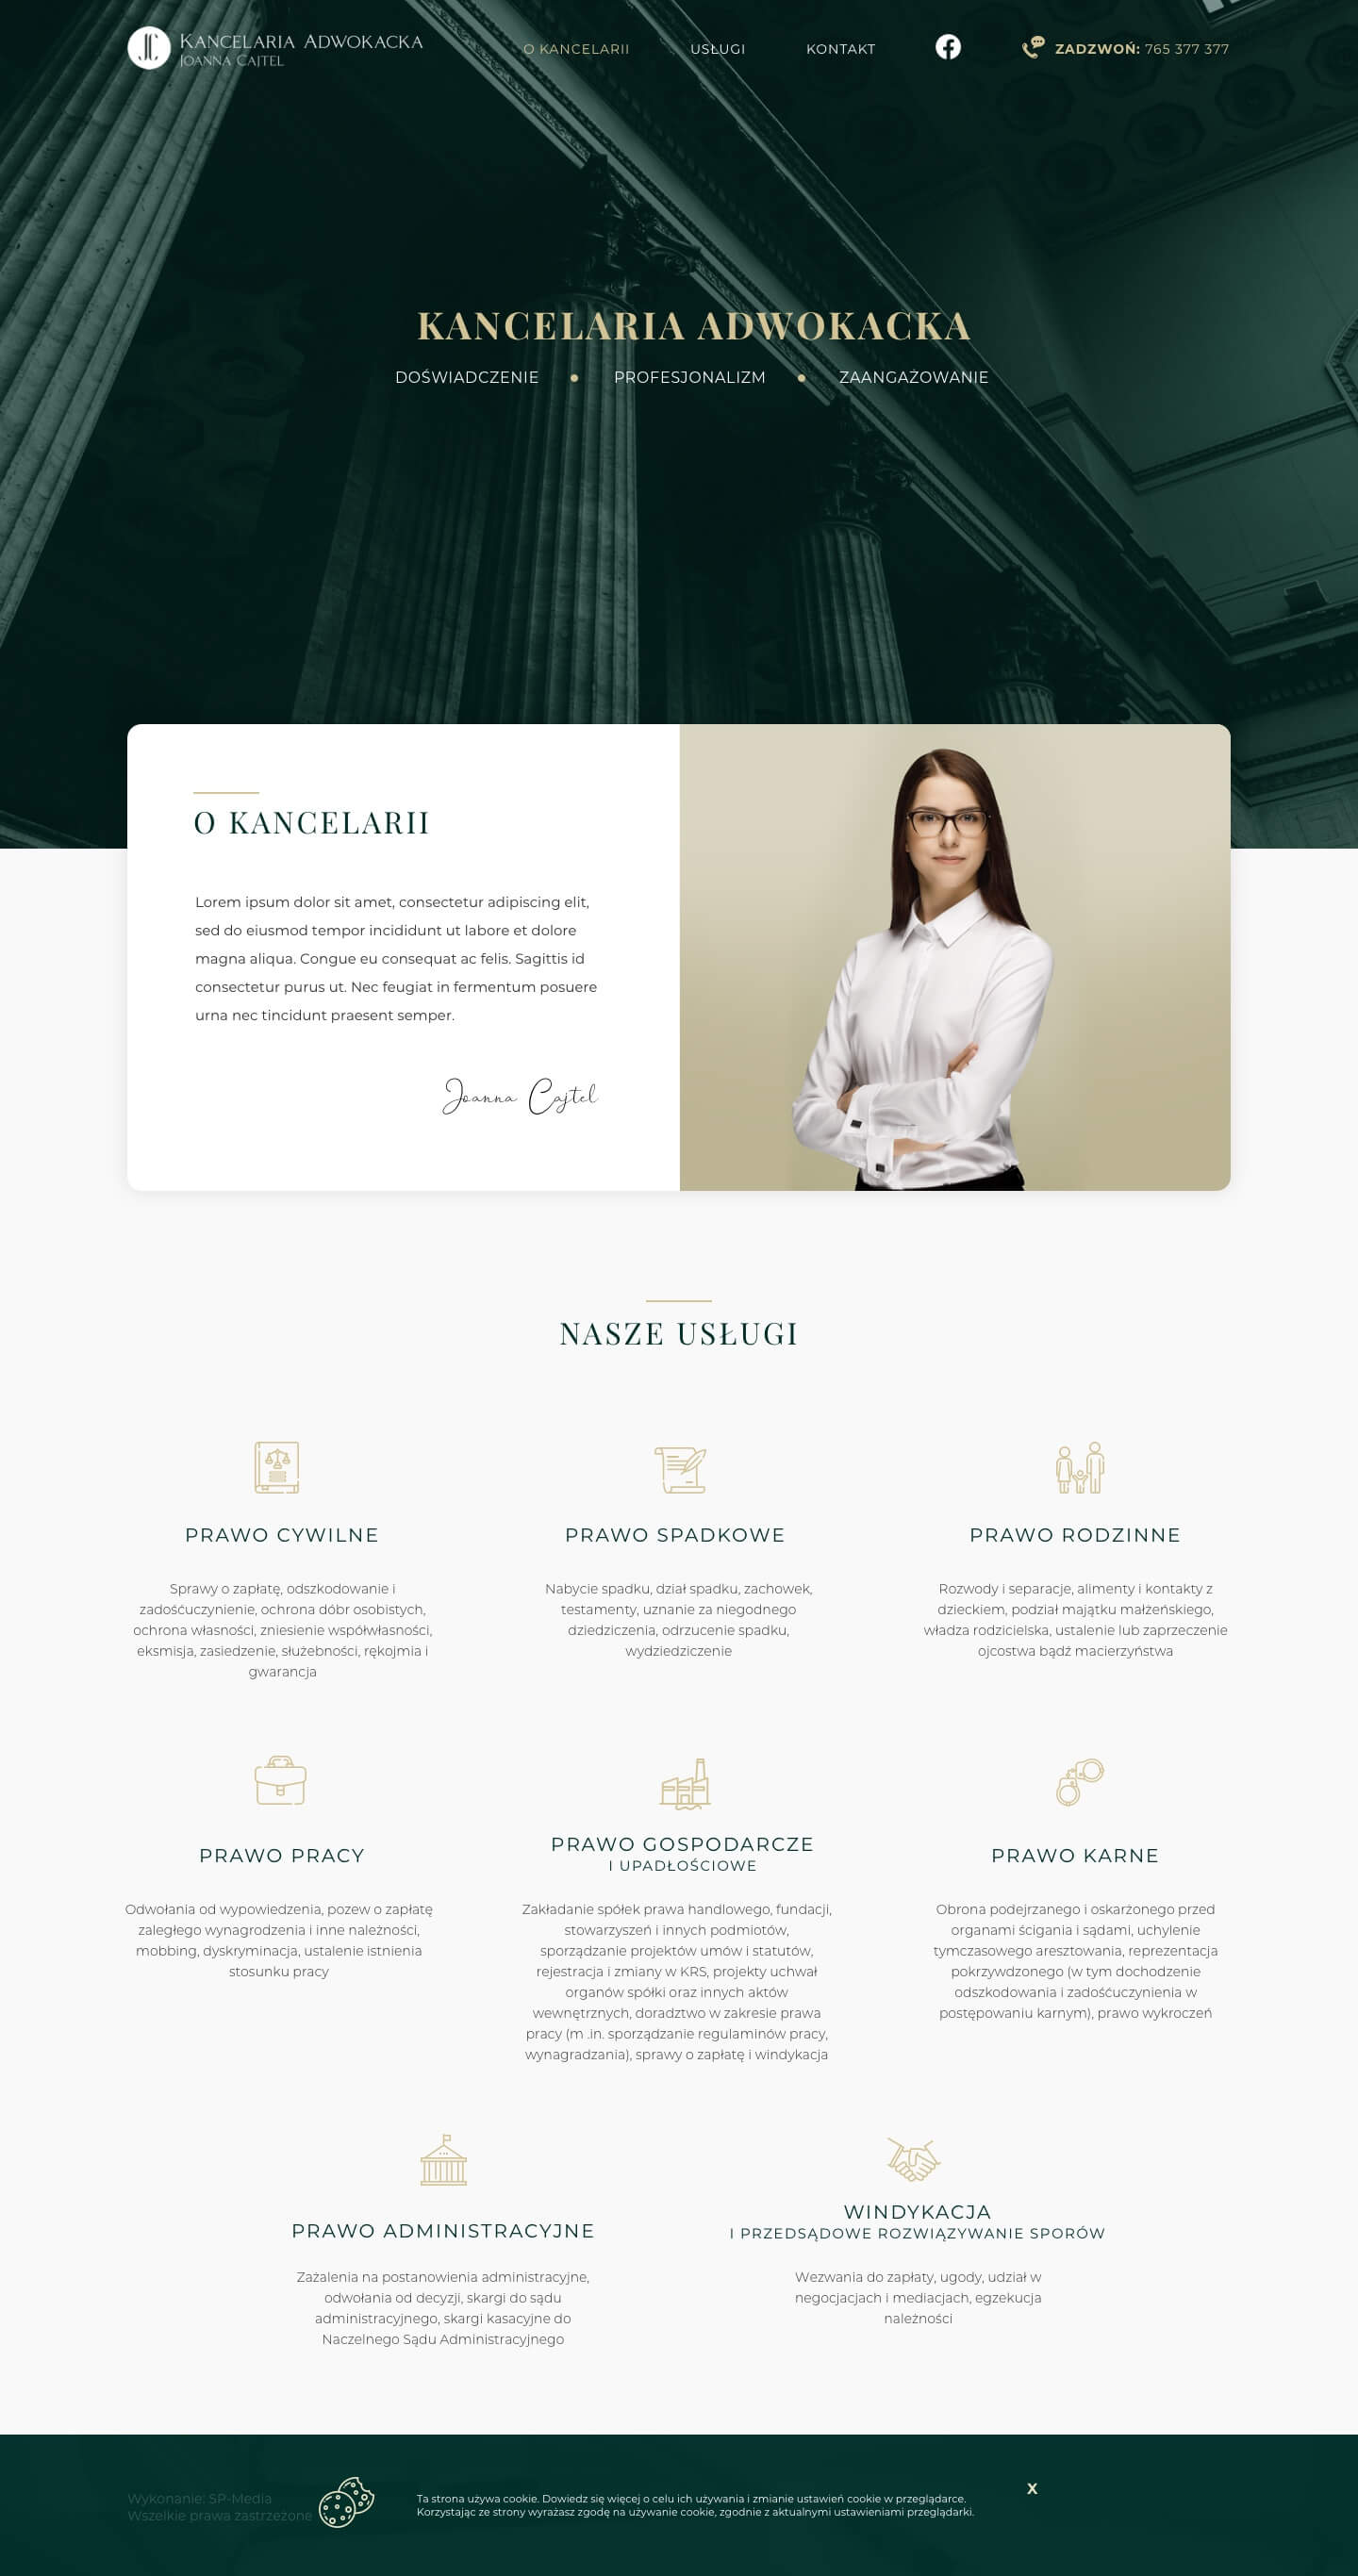 JC
KANCELARIA ADWOKACKA
JOANNA CAJTEL
O KANCELARII
USŁUGI
KONTAKT
ZADZWOŃ: 765 377 377
KANCELARIA ADWOKACKA
DOŚWIADCZENIE
PROFESJONALIZM
ZAANGAŻOWANIE
O KANCELARII
Lorem ipsum dolor sit amet, consectetur adipiscing elit,
sed do eiusmod tempor incididunt ut labore et dolore
magna aliqua. Congue eu consequat ac felis. Sagittis id
consectetur purus ut. Nec feugiat in fermentum posuere
urna nec tincidunt praesent semper.
Joanna Cajtel
NASZE USŁUGI
PRAWO CYWILNE
Sprawy o zapłatę, odszkodowanie i
zadośćuczynienie, ochrona dóbr osobistych,
ochrona własności, zniesienie współwłasności,
eksmisja, zasiedzenie, służebności, rękojmia i
gwarancja
PRAWO SPADKOWE
Nabycie spadku, dział spadku, zachowek,
testamenty, uznanie za niegodnego
dziedziczenia, odrzucenie spadku,
wydziedziczenie
PRAWO RODZINNE
Rozwody i separacje, alimenty i kontakty z
dzieckiem, podział majątku małżeńskiego,
władza rodzicielska, ustalenie lub zaprzeczenie
ojcostwa bądź macierzyństwa
PRAWO PRACY
Odwołania od wypowiedzenia, pozew o zapłatę
zaległego wynagrodzenia i inne należności,
mobbing, dyskryminacja, ustalenie istnienia
stosunku pracy
PRAWO GOSPODARCZE
I UPADŁOŚCIOWE
Zakładanie spółek prawa handlowego, fundacji,
stowarzyszeń i innych podmiotów,
sporządzanie projektów umów i statutów,
rejestracja i zmiany w KRS, projekty uchwał
organów spółki oraz innych aktów
wewnętrznych, doradztwo w zakresie prawa
pracy (m .in. sporządzanie regulaminów pracy,
wynagradzania), sprawy o zapłatę i windykacja
PRAWO KARNE
Obrona podejrzanego i oskarżonego przed
organami ścigania i sądami, uchylenie
tymczasowego aresztowania, reprezentacja
pokrzywdzonego (w tym dochodzenie
odszkodowania i zadośćuczynienia w
postępowaniu karnym), prawo wykroczeń
PRAWO ADMINISTRACYJNE
Zażalenia na postanowienia administracyjne,
odwołania od decyzji, skargi do sądu
administracyjnego, skargi kasacyjne do
Naczelnego Sądu Administracyjnego
WINDYKACJA
I PRZEDSĄDOWE ROZWIĄZYWANIE SPORÓW
Wezwania do zapłaty, ugody, udział w
negocjacjach i mediacjach, egzekucja
należności
Wykonanie: SP-Media
Wszelkie prawa zastrzeżone
Ta strona używa cookie. Dowiedz się więcej o celu ich używania i zmianie ustawień cookie w przeglądarce.
Korzystając ze strony wyrażasz zgodę na używanie cookie, zgodnie z aktualnymi ustawieniami przeglądarki.
X